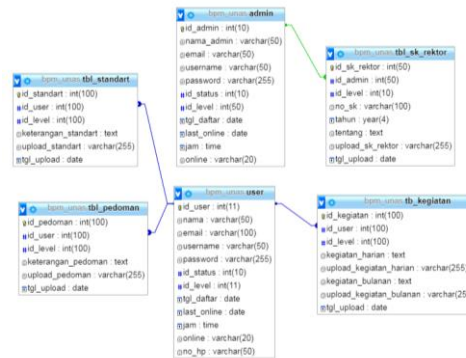 bpm_unas admin
id_admin : int(10)
nama_admin : varchar(50)
email : varchar(50)
username : varchar(50)
password : varchar(255)
id_status : int(10)
id_level : int(50)
tgl_daftar : date
last_online : date
jam : time
online : varchar(20)
bpm_unas tbl_sk_rektor
id_sk_rektor : int(50)
id_admin : int(50)
id_level : int(10)
no_sk : varchar(100)
tahun : year(4)
tentang : text
upload_sk_rektor : varchar(255)
tgl_upload : date
bpm_unas tbl_standart
id_standart : int(100)
id_user : int(100)
id_level : int(100)
keterangan_standart : text
upload_standart : varchar(255)
tgl_upload : date
bpm_unas tbl_pedoman
id_pedoman : int(100)
id_user : int(100)
id_level : int(100)
keterangan_pedoman : text
upload_pedoman : varchar(255)
tgl_upload : date
bpm_unas user
id_user : int(11)
nama : varchar(50)
email : varchar(100)
username : varchar(50)
password : varchar(255)
id_status : int(10)
id_level : int(11)
tgl_daftar : date
last_online : date
jam : time
online : varchar(20)
no_hp : varchar(50)
bpm_unas tb_kegiatan
id_kegiatan : int(100)
id_user : int(100)
id_level : int(100)
kegiatan_harian : text
upload_kegiatan_harian : varchar(255)
kegiatan_bulanan : text
upload_kegiatan_bulanan : varchar(25
tgl_upload : date